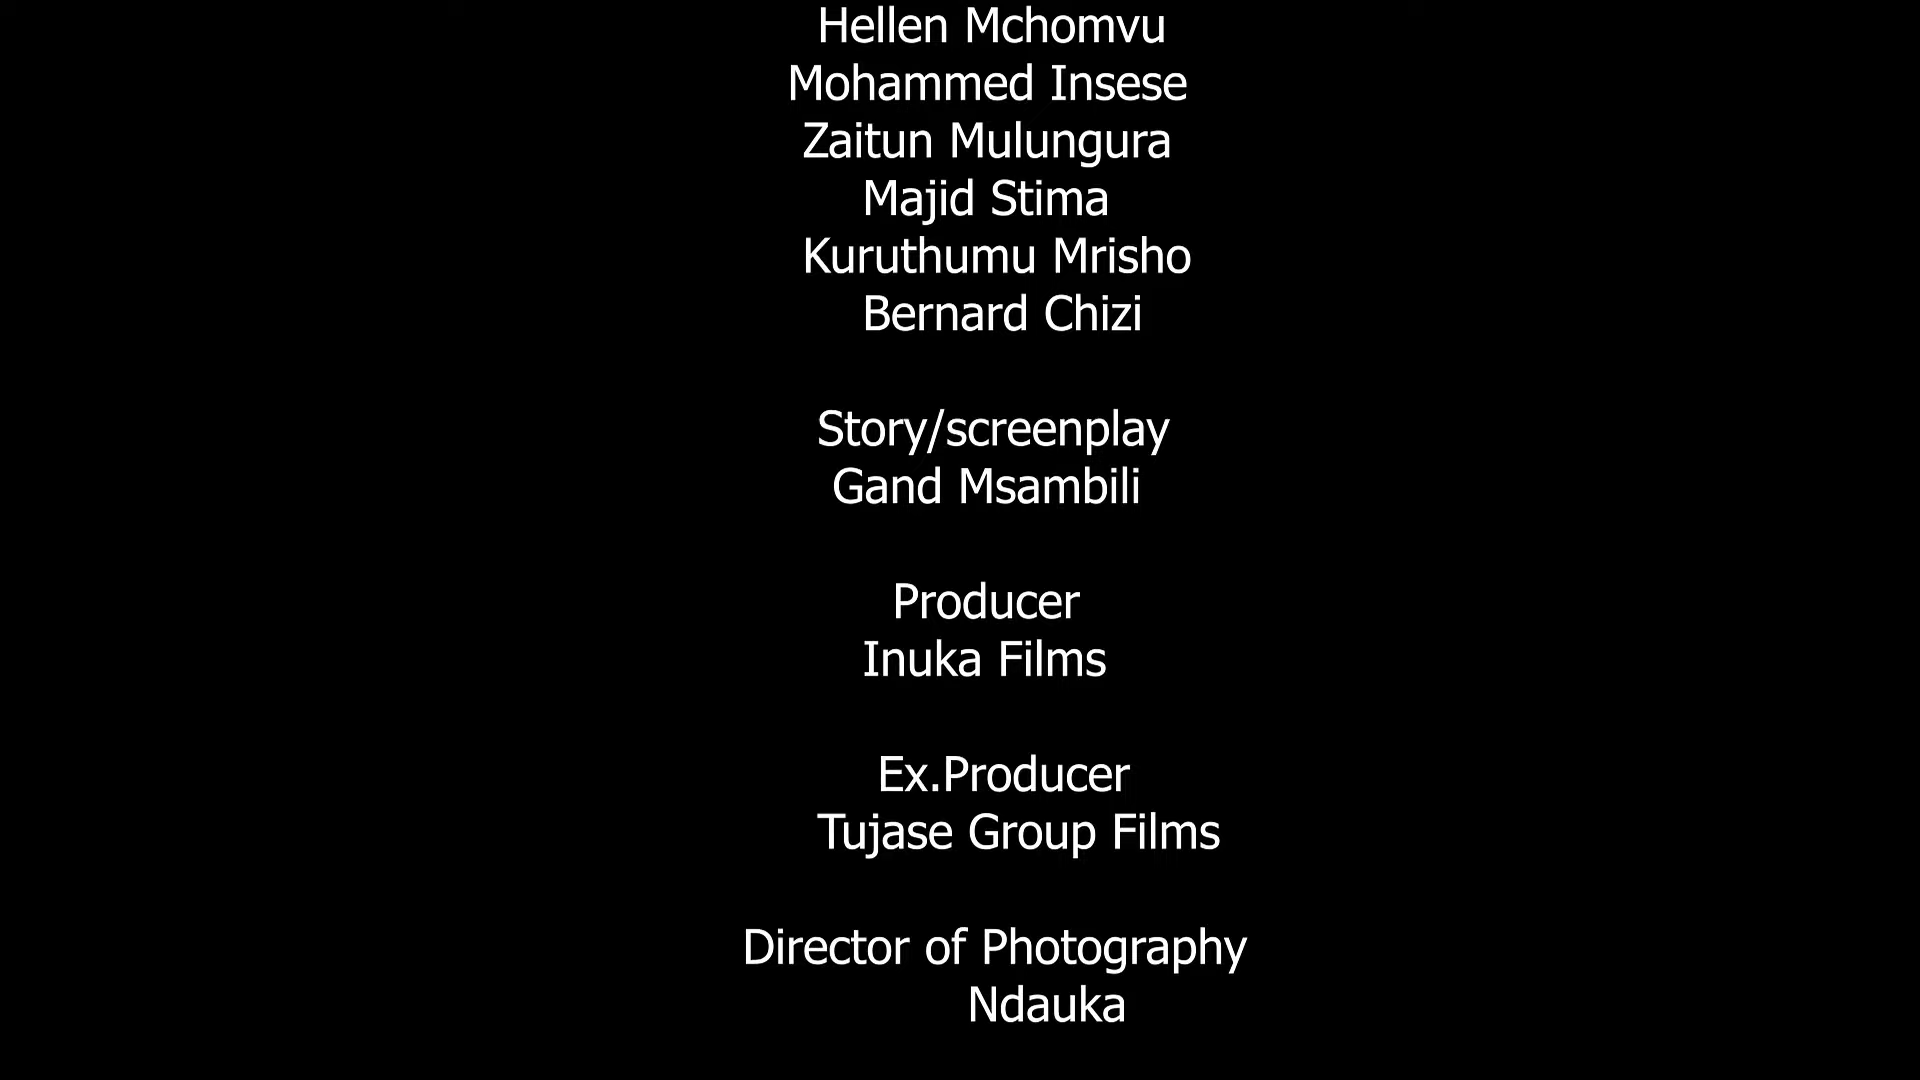 Hellen Mchomvu
Mohammed Insese
Zaitun Mulungura
Majid Stima
Kuruthumu Mrisho
Bernard Chizi
Story/screenplay
Gand Msambili
Producer
Inuka Films
Ex.Producer
Tujase Group Films
Director of Photography
Ndauka